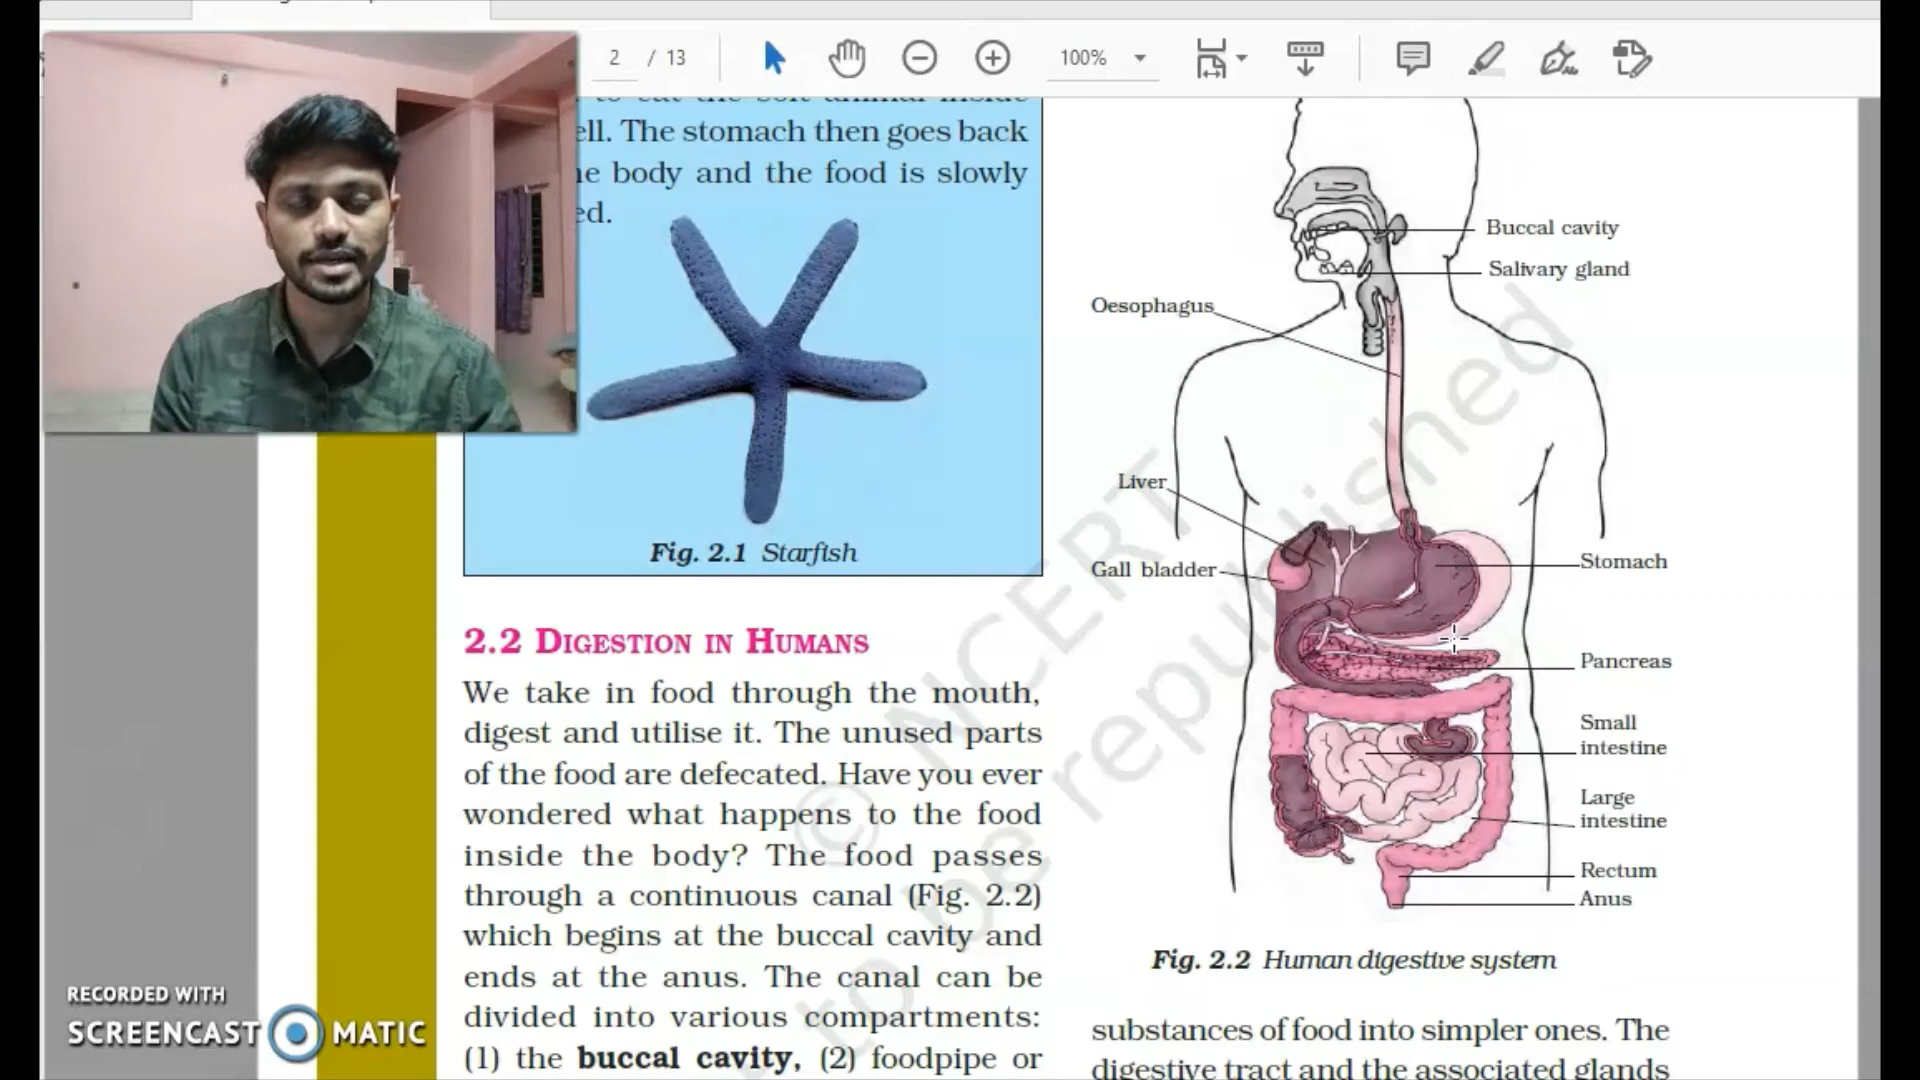 2 / 13
100%
ell. The stomach then goes back
body and the food is slowly
ed.
Fig. 2.1 Starfish
2.2 DIGESTION IN HUMANS
We take in food through the mouth,
digest and utilise it. The unused parts
of the food are defecated. Have you ever
wondered what happens to the food
inside the body? The food passes
through a continuous canal (Fig. 2.2)
which begins at the buccal cavity and
ends at the anus. The canal can be
divided into various compartments:
(1) the buccal cavity, (2) foodpipe or
Buccal cavity
Salivary gland
Oesophagus
Liver
Gall bladder
Stomach
Pancreas
Small
intestine
Large
intestine
Rectum
Anus
Fig. 2.2 Human digestive system
substances of food into simpler ones. The
digestive tract and the associated glands
© NCERT
to be republished
RECORDED WITH
SCREENCAST MATIC